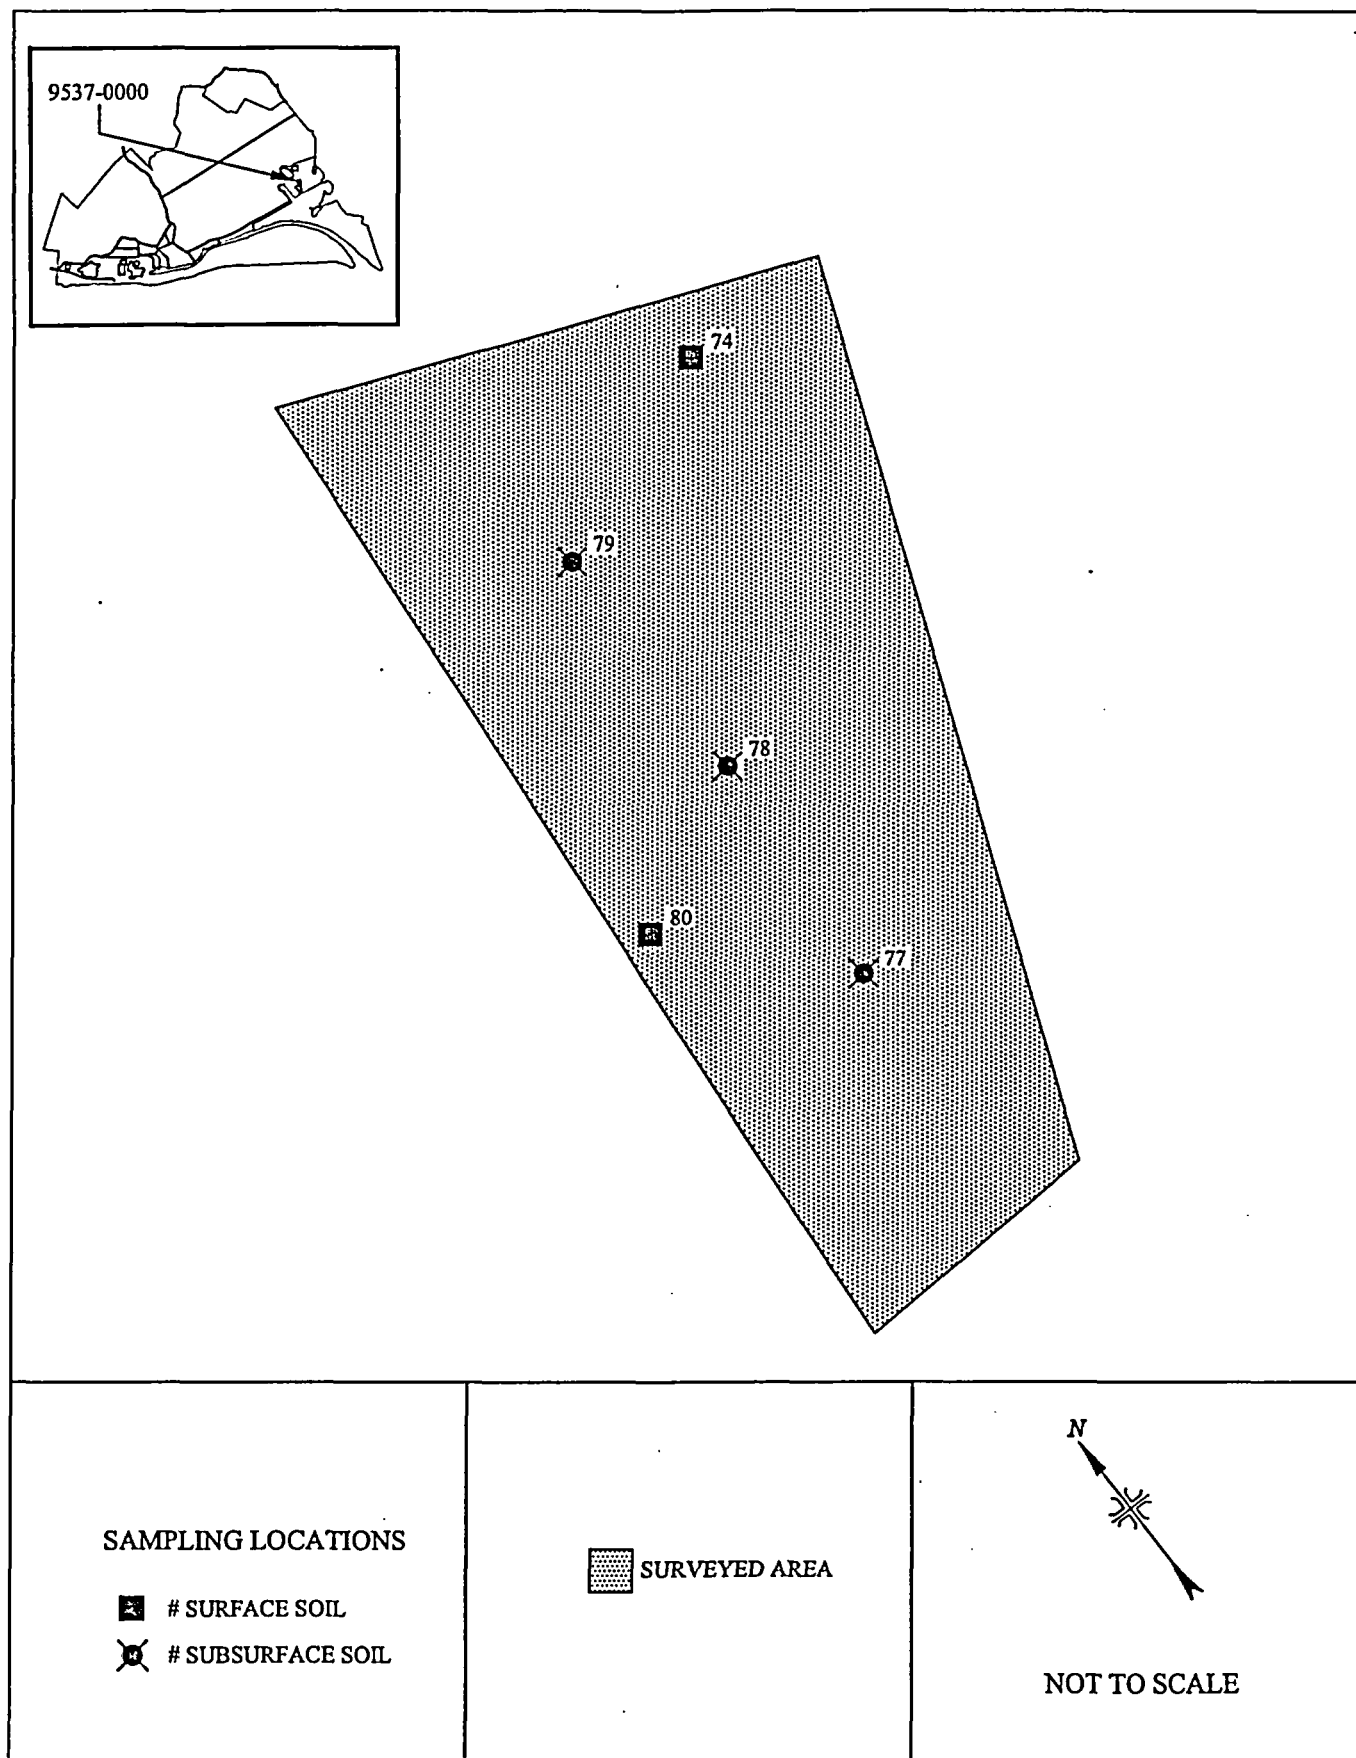 9537-0000
74
79
78
80
77
SAMPLING LOCATIONS
# SURFACE SOIL
# SUBSURFACE SOIL
SURVEYED AREA
N
NOT TO SCALE